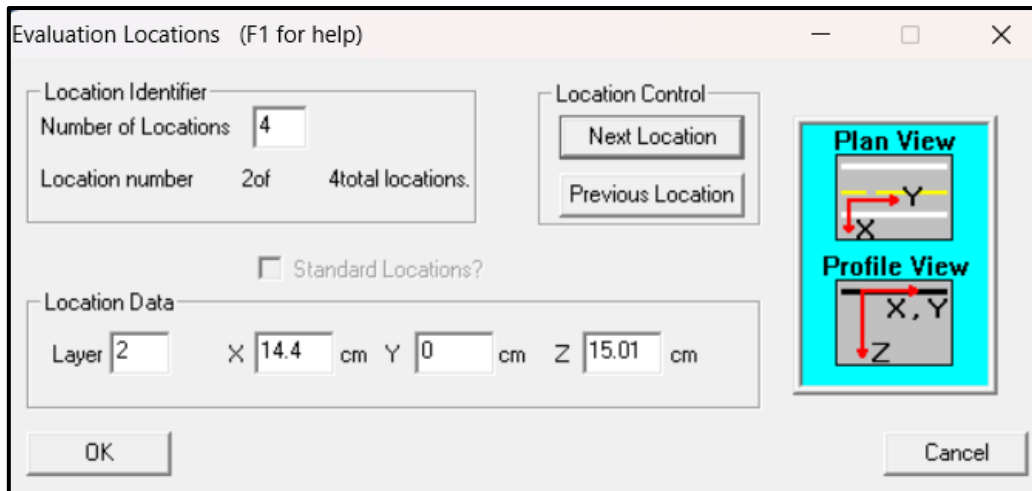 Evaluation Locations (F1 for help)
Location Identifier
Number of Locations 4
Location number 2of 4total locations.
Location Control
Next Location
Previous Location
Plan View
Y
X
Profile View
X, Y
Z
Standard Locations?
Location Data
Layer 2 X 14.4 cm Y 0 cm Z 15.01 cm
OK
Cancel